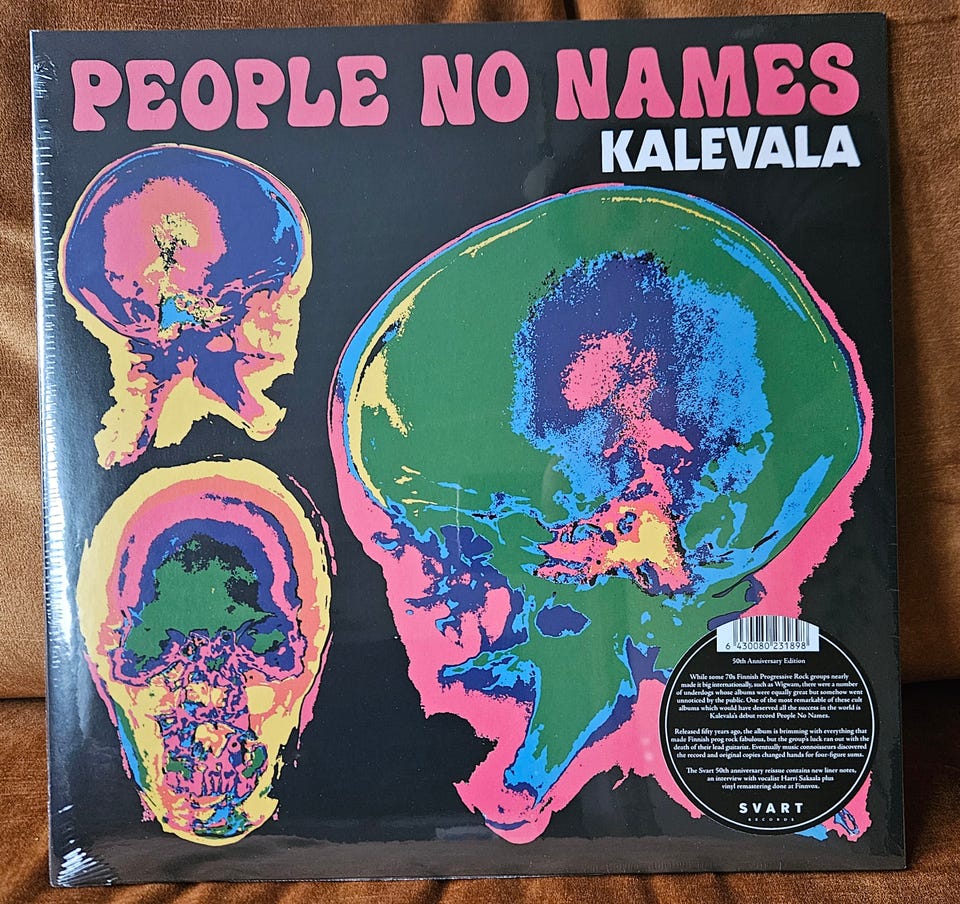 PEOPLE NO NAMES
KALEVALA
6 430080 231898
50th Anniversary Edition
While some 70s Finnish Progressive Rock groups nearly
made it big internationally, such as Wigwam, there were a number
of underdogs whose albums were equally great but somehow went
unnoticed by the public. One of the most remarkable of these cult
albums which would have deserved all the success in the world is
Kalevala's debut record People No Names.
Released fifty years ago, the album is brimming with everything that
made Finnish prog rock fabulous, but the group's luck ran out with the
death of their lead guitarist. Eventually music connoisseurs discovered
the record and original copies changed hands for four-figure sums.
The Svart 50th anniversary reissue contains new liner notes,
an interview with vocalist Harri Saksala plus
vinyl remastering done at Finnvox.
SVART
RECORDS